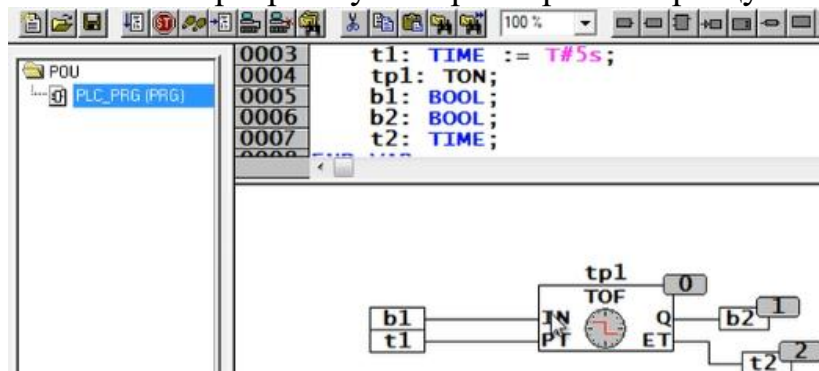 100 %
POU
PLC_PRG (PRG)
0003 t1: TIME := T#5s;
0004 tp1: TON;
0005 b1: BOOL;
0006 b2: BOOL;
0007 t2: TIME;
tp1
0
TOF
b1 IN Q b2 1
t1 PT ET
t2 2